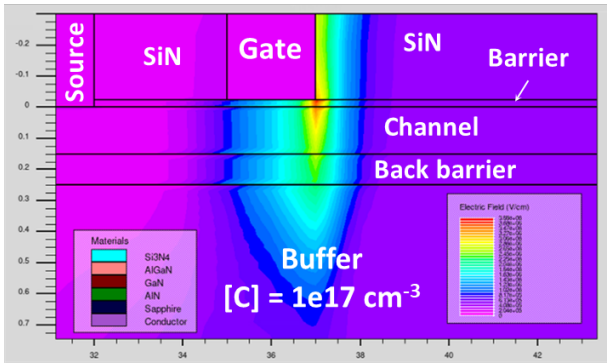 Source
SiN
Gate
SiN
Barrier
Channel
Back barrier
Buffer
[C] = 1e17 cm-3
-0.2
-0.1
0
0.1
0.2
0.3
0.4
0.5
0.6
0.7
32
34
36
38
40
42
Materials
Si3N4
AlGaN
GaN
AlN
Sapphire
Conductor
Electric Field (V/cm)